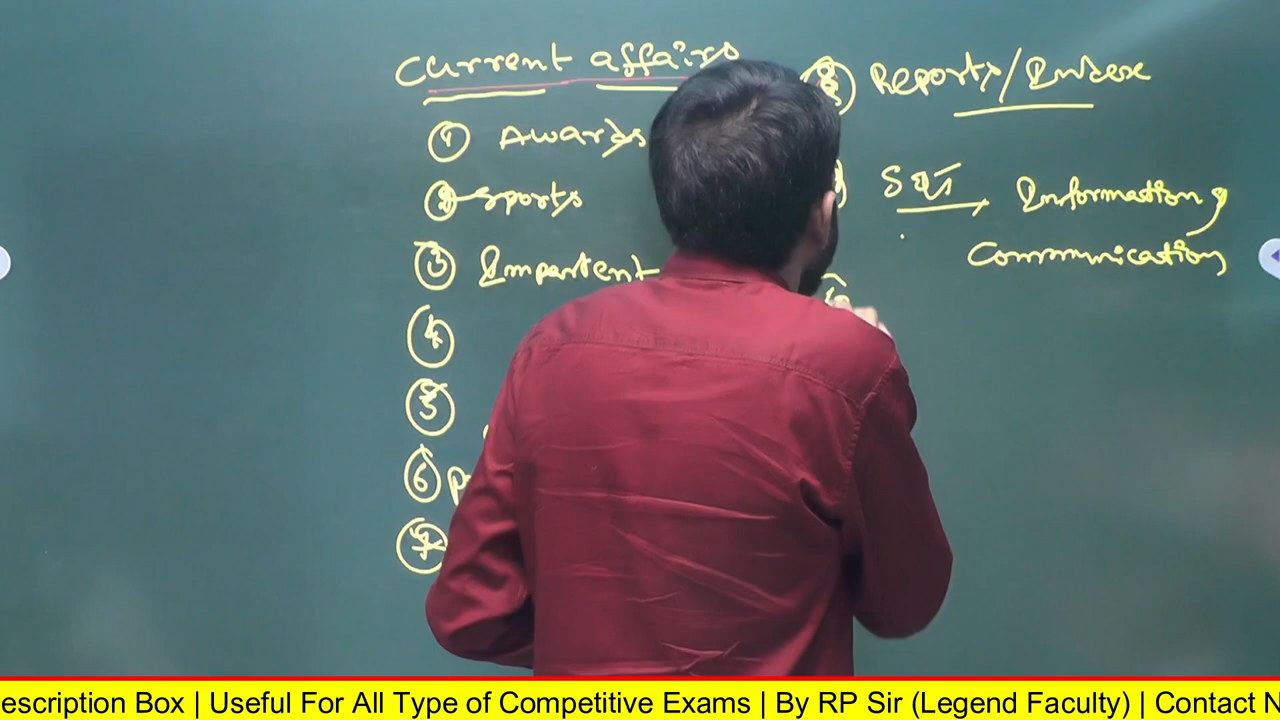 Current affairs
① Awards
② Sports
③ Impartent
④
⑤
⑥
⑦
⑧ Reports/Index
Information
Communication
escription Box | Useful For All Type of Competitive Exams | By RP Sir (Legend Faculty) | Contact N